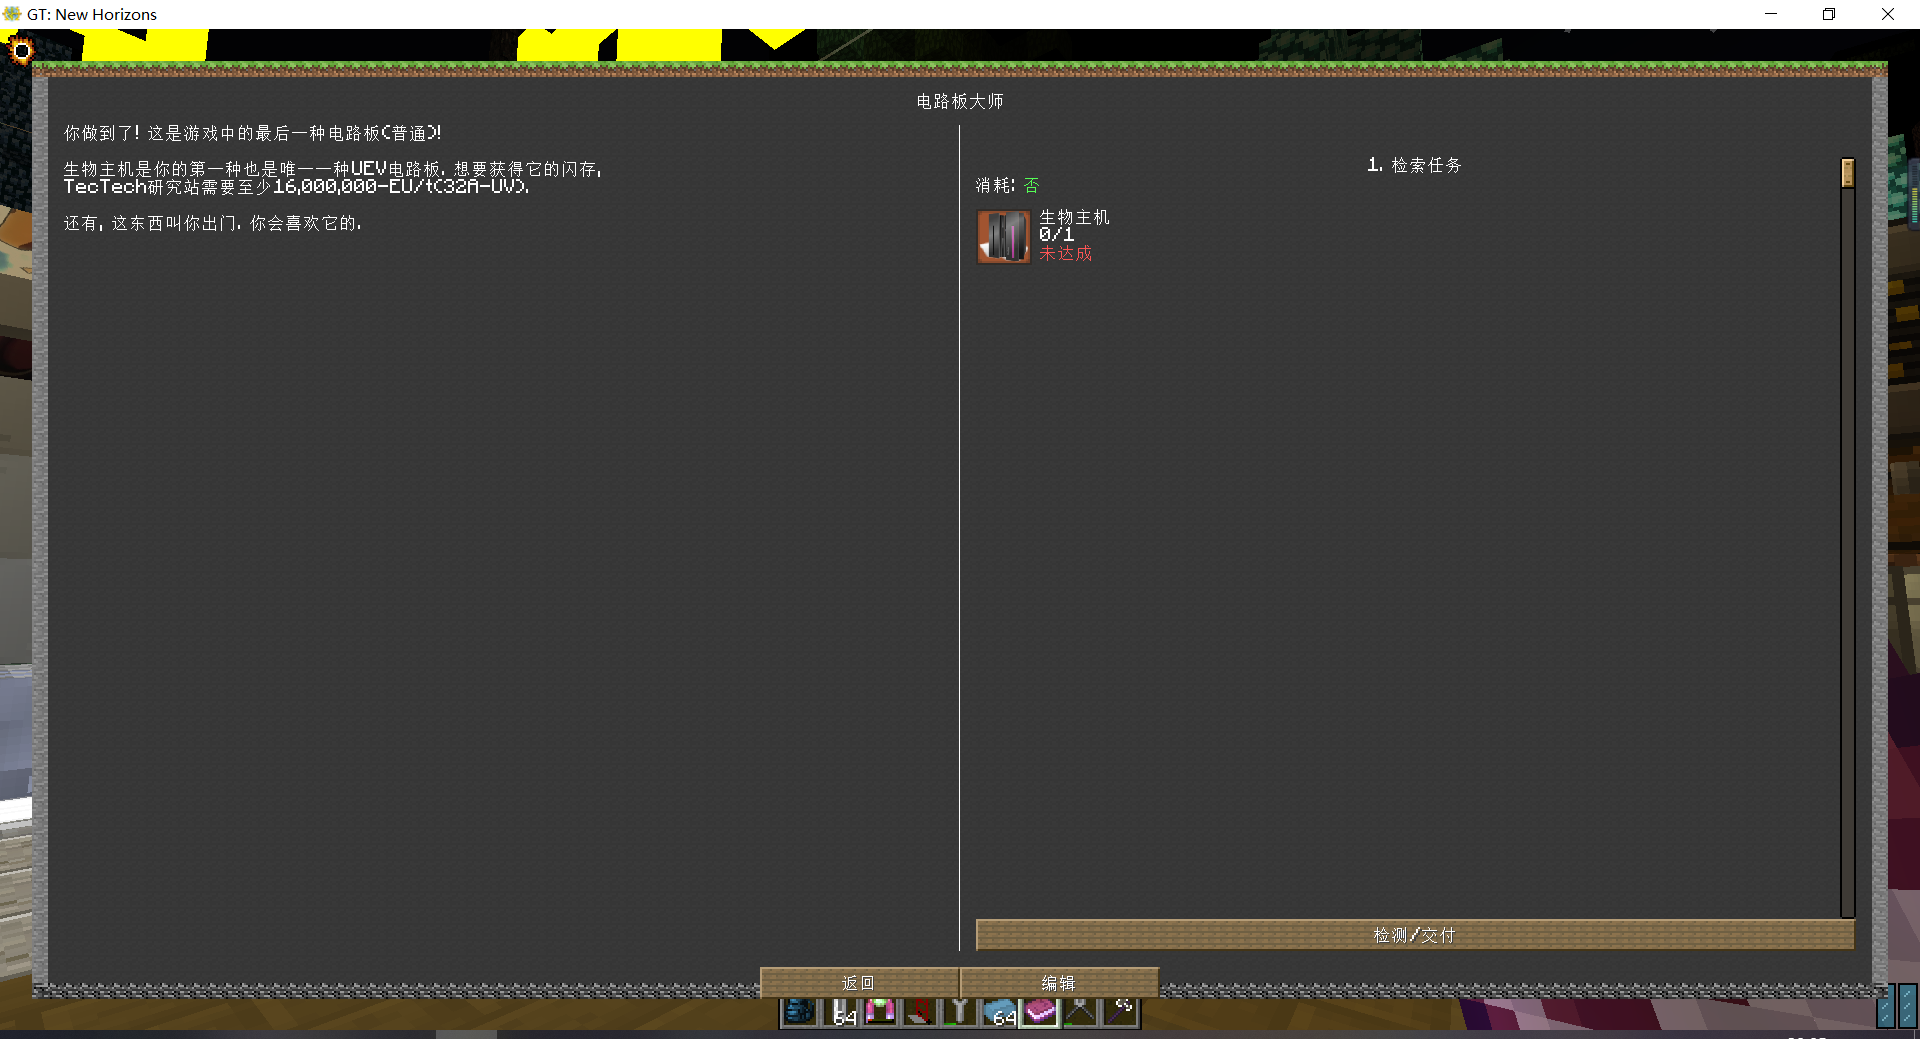 GT: New Horizons
电路板大师
你做到了! 这是游戏中的最后一种电路板(普通)!
生物主机是你的第一种也是唯一一种UEV电路板. 想要获得它的闪存,
TecTech研究站需要至少16,000,000-EU/t(32A-UV).
还有, 这东西叫你出门. 你会喜欢它的.
1. 检索任务
消耗: 否
生物主机
0/1
未达成
检测/交付
返回
编辑
64
64